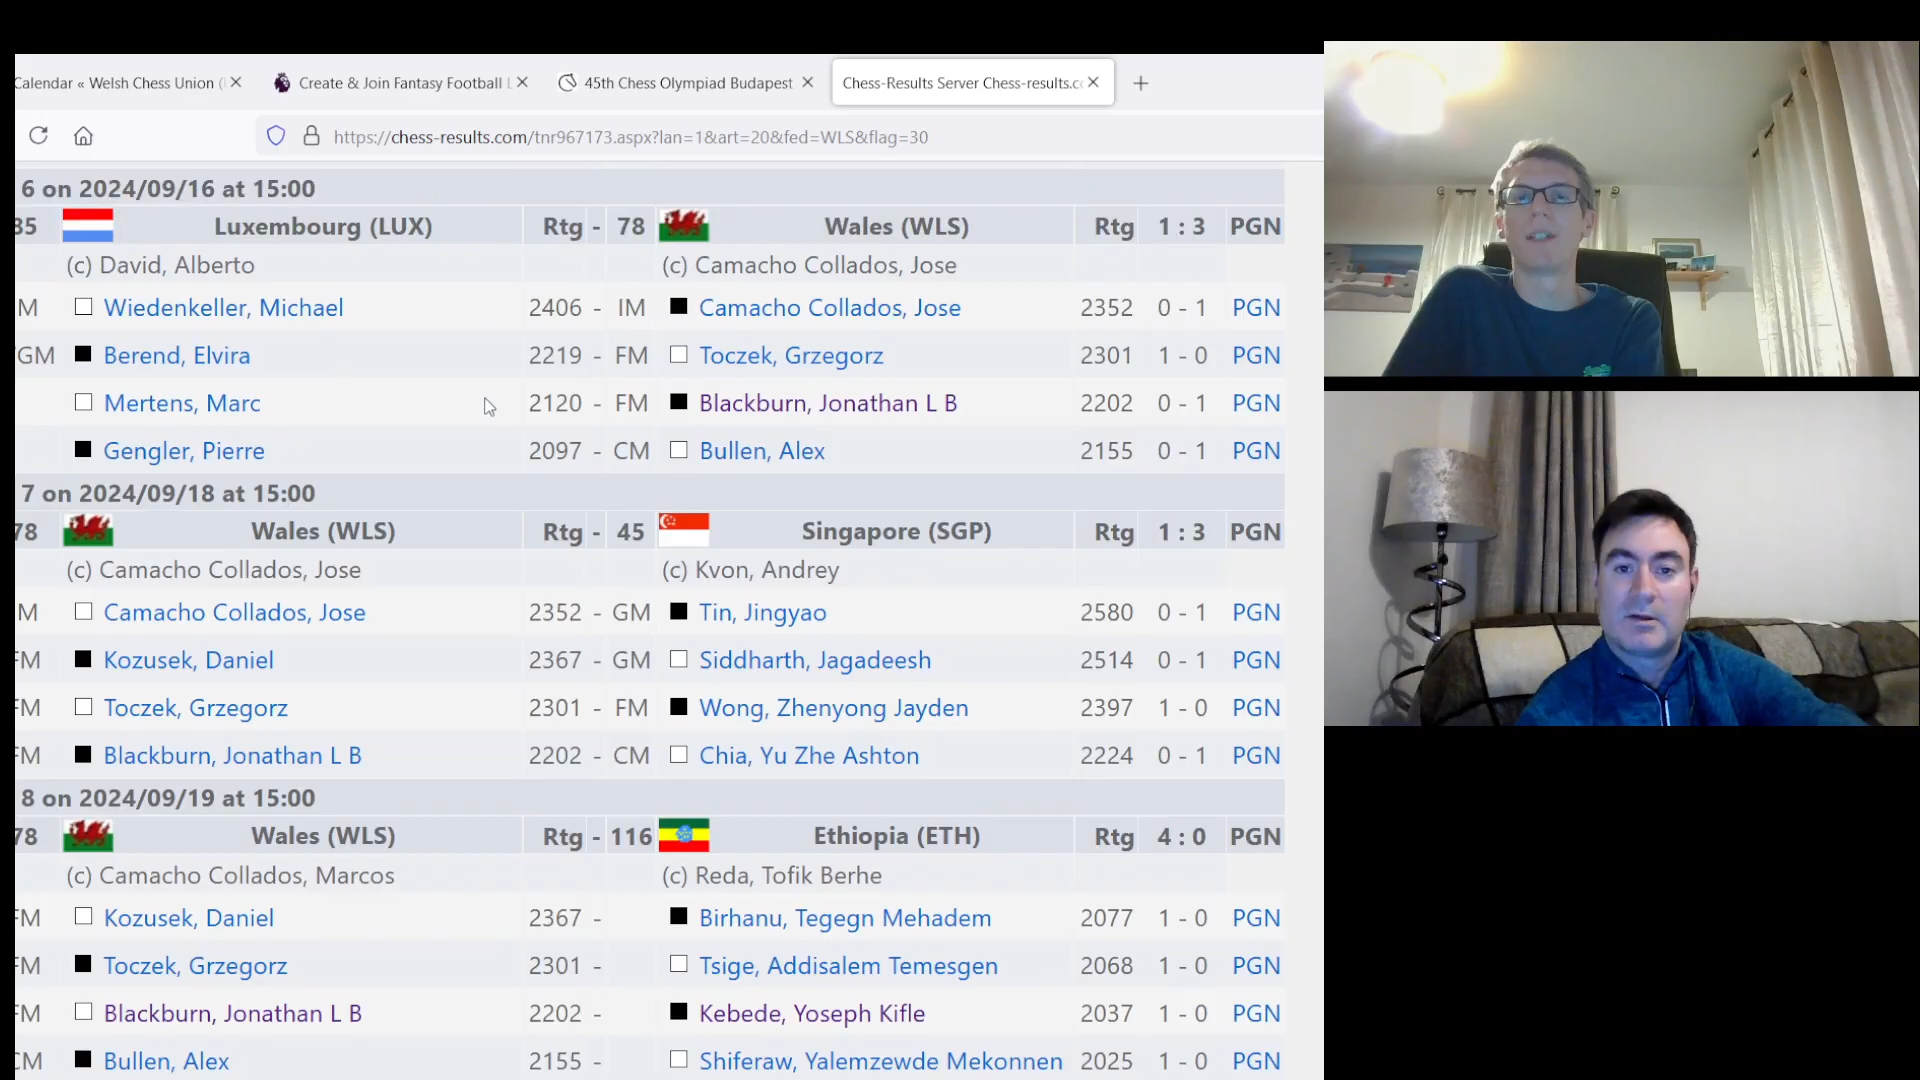 Calendar « Welsh Chess Union ( Create & Join Fantasy Football L 45th Chess Olympiad Budapest Chess-Results Server Chess-results.co
https://chess-results.com/tnr967173.aspx?lan=1&art=20&fed=WLS&flag=30
6 on 2024/09/16 at 15:00
85 Luxembourg (LUX) Rtg - 78 Wales (WLS) Rtg 1 : 3 PGN
(c) David, Alberto (c) Camacho Collados, Jose
M Wiedenkeller, Michael 2406 - IM Camacho Collados, Jose 2352 0 - 1 PGN
GM Berend, Elvira 2219 - FM Toczek, Grzegorz 2301 1 - 0 PGN
Mertens, Marc 2120 - FM Blackburn, Jonathan L B 2202 0 - 1 PGN
Gengler, Pierre 2097 - CM Bullen, Alex 2155 0 - 1 PGN
7 on 2024/09/18 at 15:00
78 Wales (WLS) Rtg - 45 Singapore (SGP) Rtg 1 : 3 PGN
(c) Camacho Collados, Jose (c) Kvon, Andrey
M Camacho Collados, Jose 2352 - GM Tin, Jingyao 2580 0 - 1 PGN
FM Kozusek, Daniel 2367 - GM Siddharth, Jagadeesh 2514 0 - 1 PGN
FM Toczek, Grzegorz 2301 - FM Wong, Zhenyong Jayden 2397 1 - 0 PGN
FM Blackburn, Jonathan L B 2202 - CM Chia, Yu Zhe Ashton 2224 0 - 1 PGN
8 on 2024/09/19 at 15:00
78 Wales (WLS) Rtg - 116 Ethiopia (ETH) Rtg 4 : 0 PGN
(c) Camacho Collados, Marcos (c) Reda, Tofik Berhe
FM Kozusek, Daniel 2367 - Birhanu, Tegegn Mehadem 2077 1 - 0 PGN
FM Toczek, Grzegorz 2301 - Tsige, Addisalem Temesgen 2068 1 - 0 PGN
FM Blackburn, Jonathan L B 2202 - Kebede, Yoseph Kifle 2037 1 - 0 PGN
CM Bullen, Alex 2155 - Shiferaw, Yalemzewde Mekonnen 2025 1 - 0 PGN